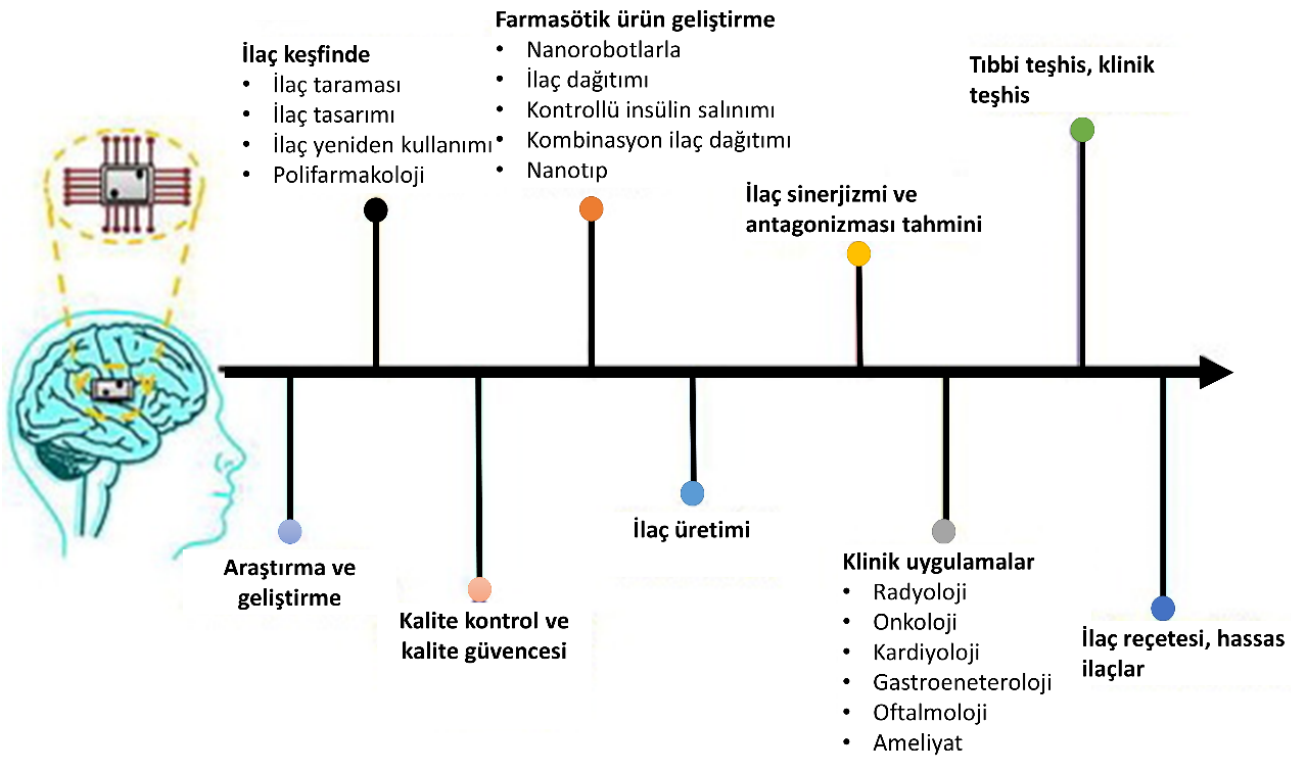 İlaç keşfinde
• İlaç taraması
• İlaç tasarımı
• İlaç yeniden kullanımı
• Polifarmakoloji
Farmasötik ürün geliştirme
• Nanorobotlarla
• İlaç dağıtımı
• Kontrollü insülin salınımı
• Kombinasyon ilaç dağıtımı
• Nanotıp
İlaç sinerjizmi ve
antagonizması tahmini
Tıbbi teşhis, klinik
teşhis
Araştırma ve
geliştirme
Kalite kontrol ve
kalite güvencesi
İlaç üretimi
Klinik uygulamalar
• Radyoloji
• Onkoloji
• Kardiyoloji
• Gastroeneteroloji
• Oftalmoloji
• Ameliyat
İlaç reçetesi, hassas
ilaçlar